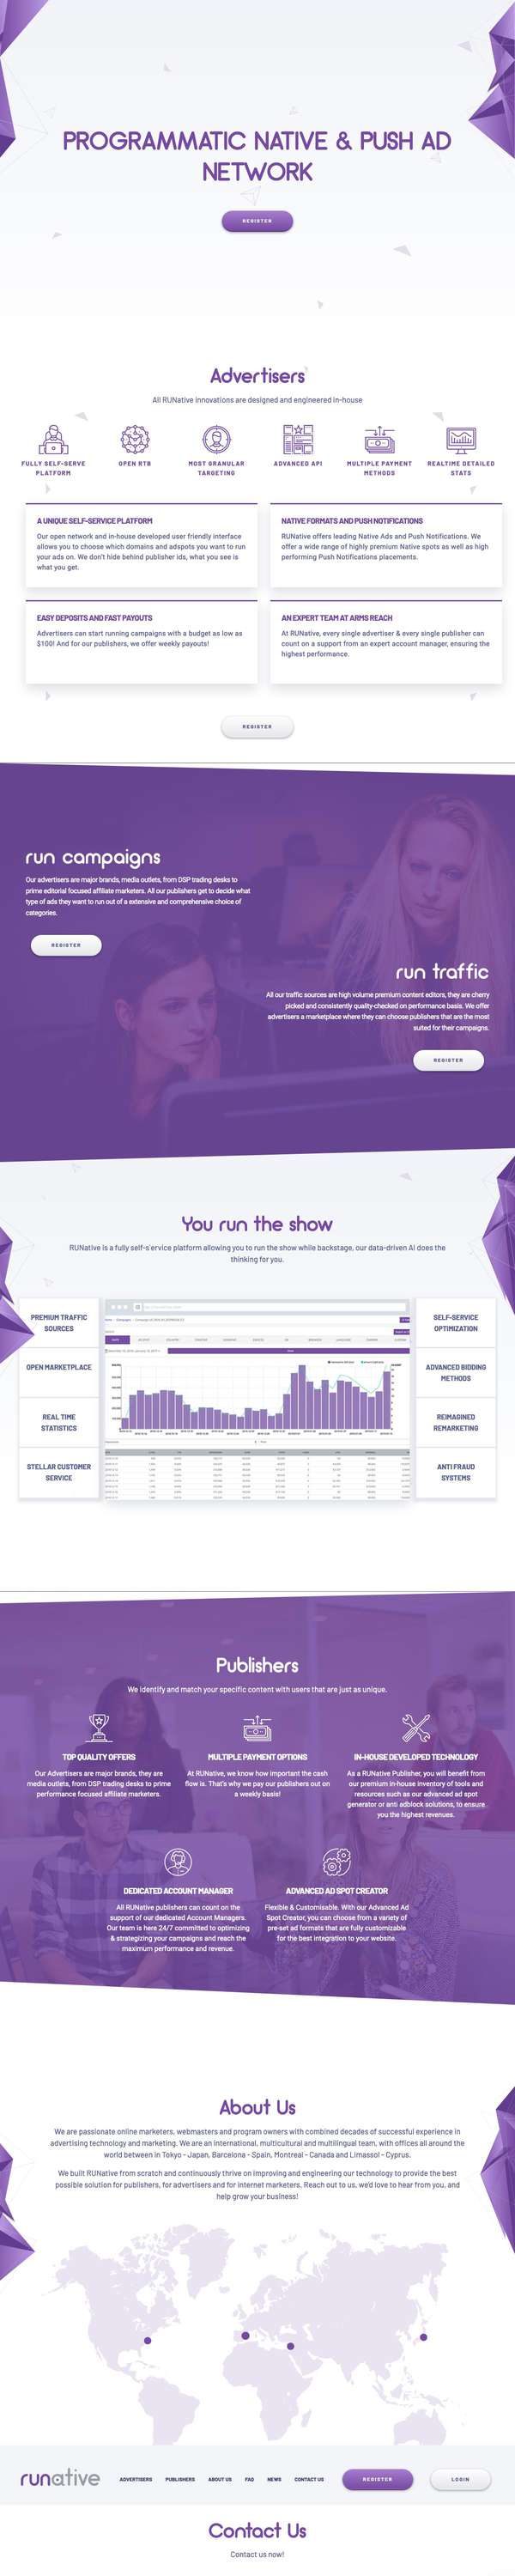 PROGRAMMATIC NATIVE & PUSH AD
NETWORK
REGISTER
Advertisers
All RUNative innovations are designed and engineered in-house
FULLY SELF-SERVE
PLATFORM
OPEN RTB
MOST GRANULAR
TARGETING
ADVANCED API
MULTIPLE PAYMENT
METHODS
REALTIME DETAILED
STATS
A UNIQUE SELF-SERVICE PLATFORM
Our open network and in-house developed user friendly interface
allows you to choose which domains and adspots you want to run
your ads on. We don't hide behind publisher ids, what you see is
what you get.
NATIVE FORMATS AND PUSH NOTIFICATIONS
RUNative offers leading Native Ads and Push Notifications. We
offer a wide range of highly premium Native spots as well as high
performing Push Notifications placements.
EASY DEPOSITS AND FAST PAYOUTS
Advertisers can start running campaigns with a budget as low as
$100! And for our publishers, we offer weekly payouts!
AN EXPERT TEAM AT ARMS REACH
At RUNative, every single advertiser & every single publisher can
count on a support from an expert account manager, ensuring the
highest performance.
REGISTER
run campaigns
Our advertisers are major brands, media outlets, from DSP trading desks to
prime editorial focused affiliate marketers. All our publishers get to decide what
type of ads they want to run out of a extensive and comprehensive choice of
categories.
REGISTER
run traffic
All our traffic sources are high volume premium content editors, they are cherry
picked and consistently quality-checked on performance basis. We offer
advertisers a marketplace where they can choose publishers that are the most
suited for their campaigns.
REGISTER
You run the show
RUNative is a fully self-service platform allowing you to run the show while backstage, our data-driven AI does the
thinking for you.
PREMIUM TRAFFIC
SOURCES
OPEN MARKETPLACE
REAL TIME
STATISTICS
STELLAR CUSTOMER
SERVICE
SELF-SERVICE
OPTIMIZATION
ADVANCED BIDDING
METHODS
REIMAGINED
REMARKETING
ANTI FRAUD
SYSTEMS
Publishers
We identify and match your specific content with users that are just as unique.
TOP QUALITY OFFERS
Our Advertisers are major brands, they are
media outlets, from DSP trading desks to prime
performance focused affiliate marketers.
MULTIPLE PAYMENT OPTIONS
At RUNative, we know how important the cash
flow is. That's why we pay our publishers out on
a weekly basis!
IN-HOUSE DEVELOPED TECHNOLOGY
As a RUNative Publisher, you will benefit from
our premium in-house inventory of tools and
resources such as our advanced ad spot
generator or anti adblock solutions, to ensure
you the highest revenues.
DEDICATED ACCOUNT MANAGER
All RUNative publishers can count on the
support of our dedicated Account Managers.
Our team is here 24/7 committed to optimizing
& strategizing your campaigns and reach the
maximum performance and revenue.
ADVANCED AD SPOT CREATOR
Flexible & Customisable. With our Advanced Ad
Spot Creator, you can choose from a variety of
pre-set ad formats that are fully customizable
for the best integration to your website.
About Us
We are passionate online marketers, webmasters and program owners with combined decades of successful experience in
advertising technology and marketing. We are an international, multicultural and multilingual team, with offices all around the
world between in Tokyo - Japan, Barcelona - Spain, Montreal - Canada and Limassol - Cyprus.
We built RUNative from scratch and continuously thrive on improving and engineering our technology to provide the best
possible solution for publishers, for advertisers and for internet marketers. Reach out to us, we'd love to hear from you, and
help grow your business!
runative
ADVERTISERS
PUBLISHERS
ABOUT US
FAQ
NEWS
CONTACT US
REGISTER
LOGIN
Contact Us
Contact us now!